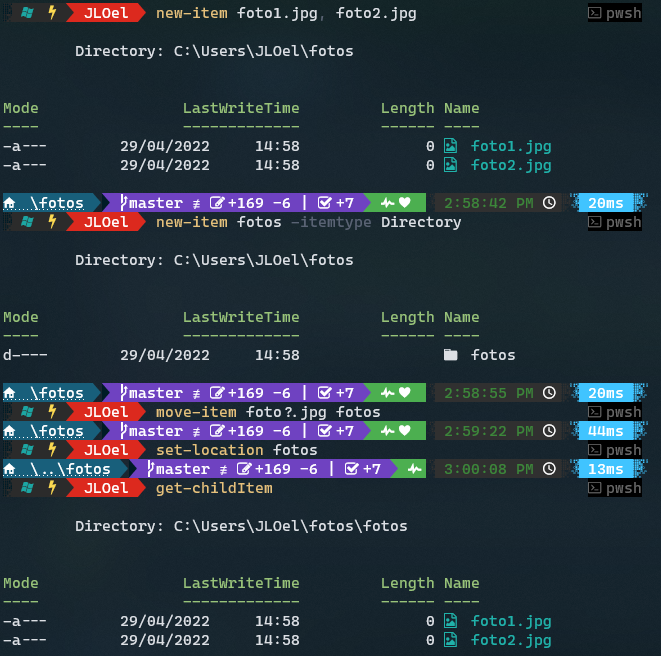 JLOel new-item foto1.jpg, foto2.jpg pwsh
Directory: C:\Users\JLOel\fotos
Mode LastWriteTime Length Name
---- ------------- ------ ----
-a--- 29/04/2022 14:58 0 foto1.jpg
-a--- 29/04/2022 14:58 0 foto2.jpg
\fotos master ≢ +169 -6 | +7 2:58:42 PM 20ms
JLOel new-item fotos -itemtype Directory pwsh
Directory: C:\Users\JLOel\fotos
Mode LastWriteTime Length Name
---- ------------- ------ ----
d---- 29/04/2022 14:58 fotos
\fotos master ≢ +169 -6 | +7 2:58:55 PM 20ms
JLOel move-item foto?.jpg fotos pwsh
\fotos master ≢ +169 -6 | +7 2:59:22 PM 44ms
JLOel set-location fotos pwsh
\..\fotos master ≢ +169 -6 | +7 3:00:08 PM 13ms
JLOel get-childItem pwsh
Directory: C:\Users\JLOel\fotos\fotos
Mode LastWriteTime Length Name
---- ------------- ------ ----
-a--- 29/04/2022 14:58 0 foto1.jpg
-a--- 29/04/2022 14:58 0 foto2.jpg